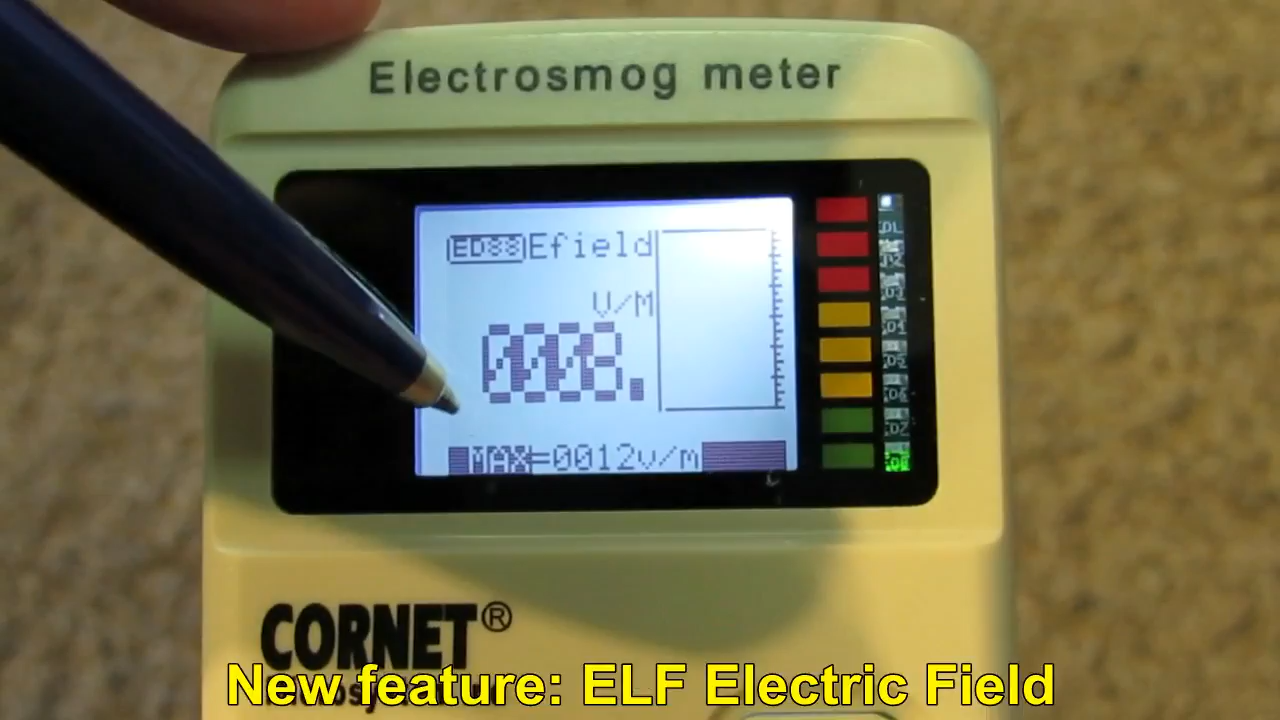 Electrosmog meter
ED88 Efield
V/M
0008.
MAX=0012v/m
CORNET®
New feature: ELF Electric Field